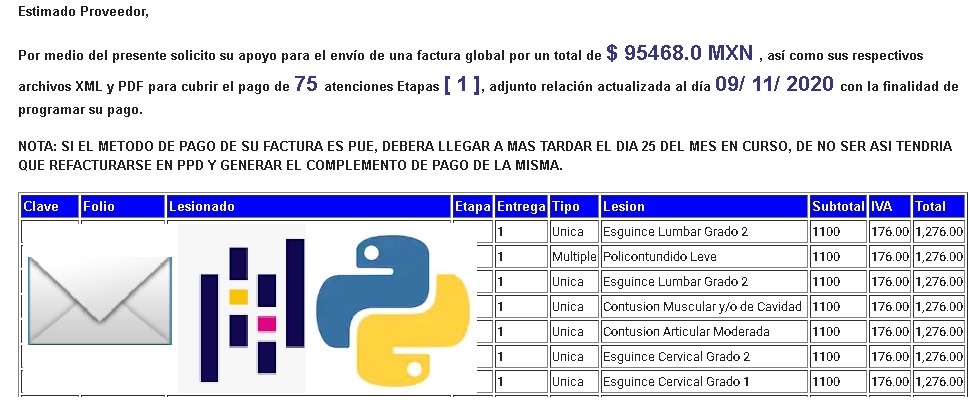 Estimado Proveedor,
Por medio del presente solicito su apoyo para el envío de una factura global por un total de $ 95468.0 MXN , así como sus respectivos
archivos XML y PDF para cubrir el pago de 75 atenciones Etapas [ 1 ], adjunto relación actualizada al día 09/ 11/ 2020 con la finalidad de
programar su pago.
NOTA: SI EL METODO DE PAGO DE SU FACTURA ES PUE, DEBERA LLEGAR A MAS TARDAR EL DIA 25 DEL MES EN CURSO, DE NO SER ASI TENDRIA
QUE REFACTURARSE EN PPD Y GENERAR EL COMPLEMENTO DE PAGO DE LA MISMA.
Clave Folio Lesionado Etapa Entrega Tipo Lesion Subtotal IVA Total
1 Unica Esguince Lumbar Grado 2 1100 176.00 1,276.00
1 Multiple Policontundido Leve 1100 176.00 1,276.00
1 Unica Esguince Lumbar Grado 2 1100 176.00 1,276.00
1 Unica Contusion Muscular y/o de Cavidad 1100 176.00 1,276.00
1 Unica Contusion Articular Moderada 1100 176.00 1,276.00
1 Unica Esguince Cervical Grado 2 1100 176.00 1,276.00
1 Unica Esguince Cervical Grado 1 1100 176.00 1,276.00